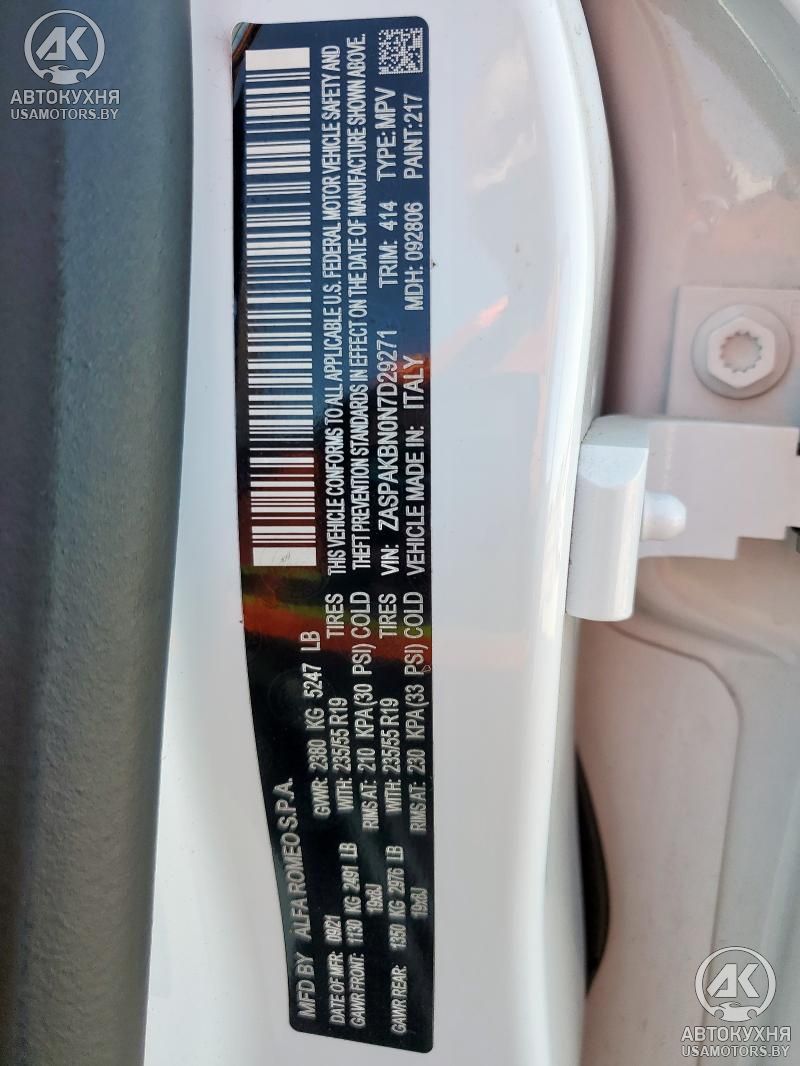 АВТОКУХНЯ
USAMOTORS.BY
MFD BY ALFA ROMEO S.P.A.
DATE OF MFR: 09/21 GVWR: 2380 KG 5247 LB
GAWR FRONT: 1130 KG 2491 LB WITH: 235/55 R19 TIRES
19x8J RIMS AT: 210 KPA(30 PSI) COLD
GAWR REAR: 1350 KG 2976 LB WITH: 235/55 R19 TIRES
19x8J RIMS AT: 230 KPA(33 PSI) COLD
THIS VEHICLE CONFORMS TO ALL APPLICABLE U.S. FEDERAL MOTOR VEHICLE SAFETY AND
THEFT PREVENTION STANDARDS IN EFFECT ON THE DATE OF MANUFACTURE SHOWN ABOVE.
VIN: ZASPAKBN0N7D29271 TRIM: 414 TYPE:MPV
VEHICLE MADE IN: ITALY MDH: 092806 PAINT:217
АВТОКУХНЯ
USAMOTORS.BY